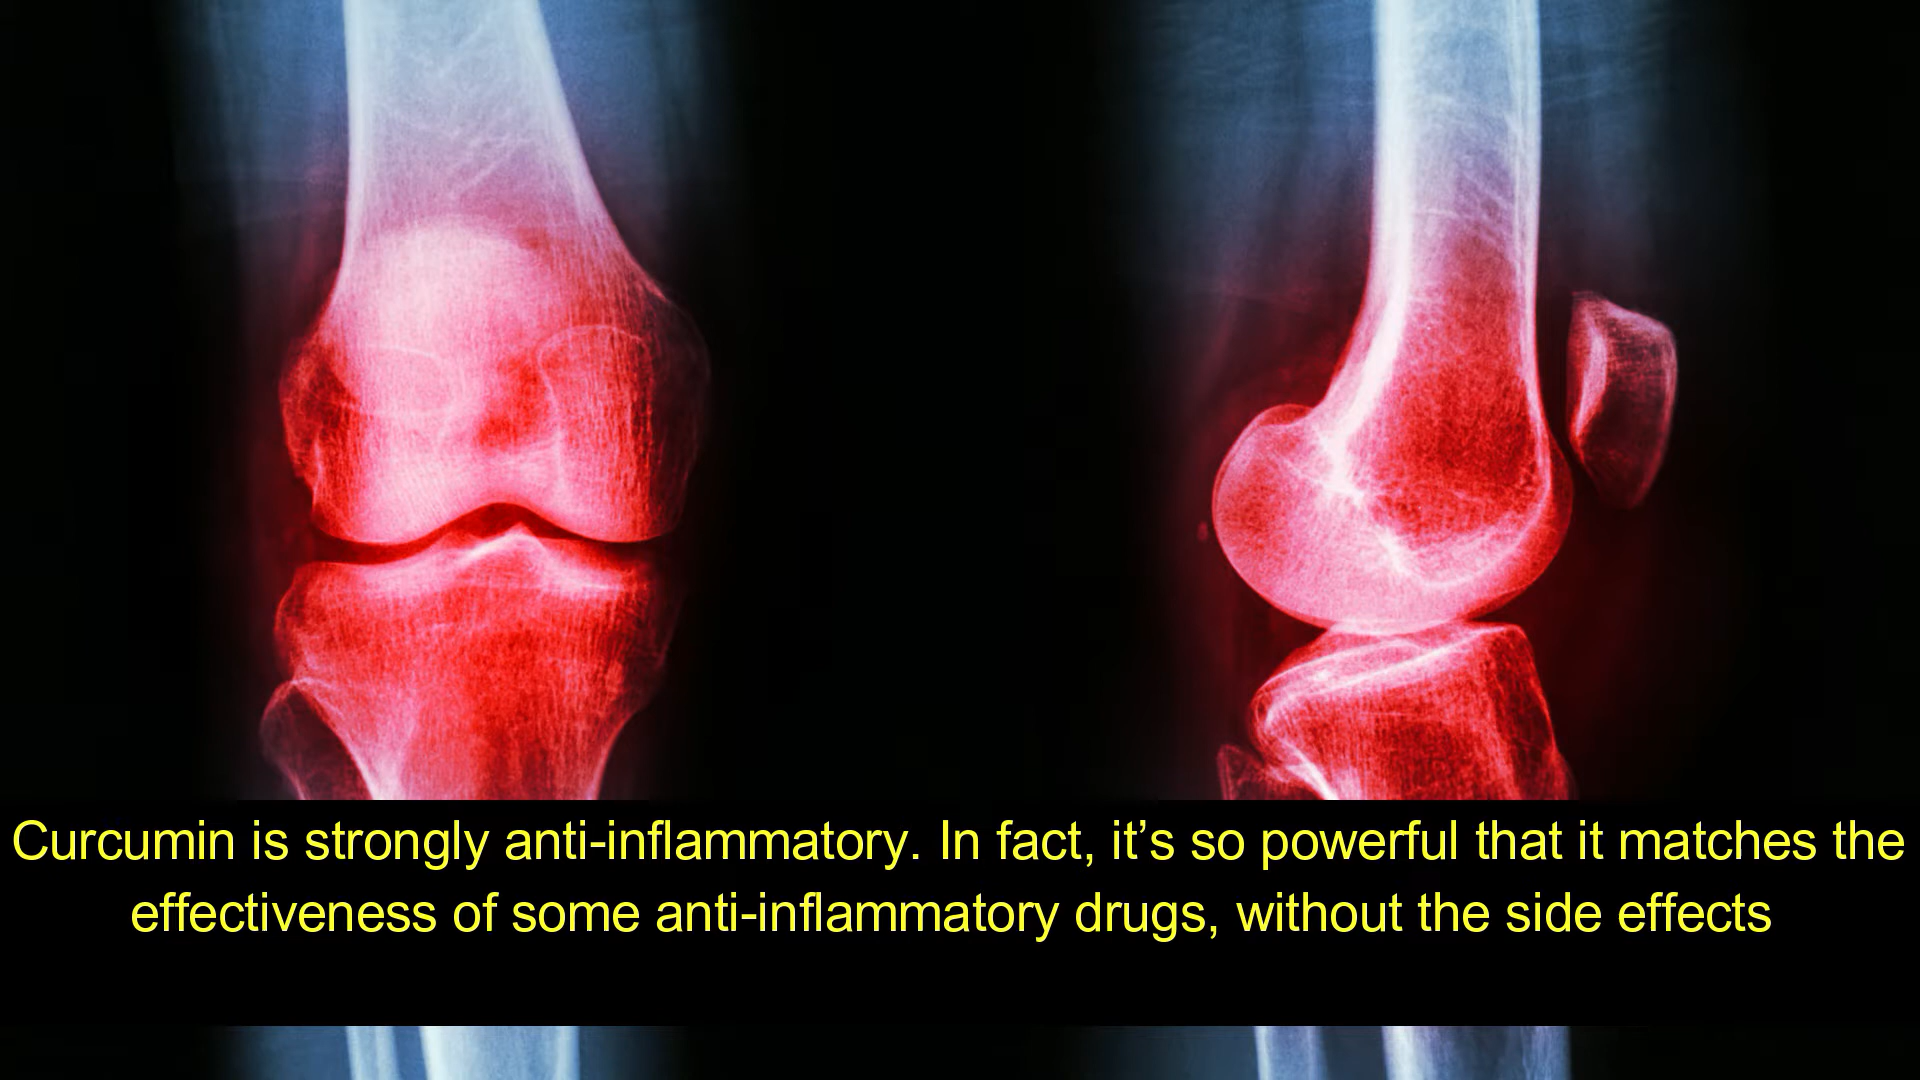 Curcumin is strongly anti-inflammatory. In fact, it’s so powerful that it matches the
effectiveness of some anti-inflammatory drugs, without the side effects